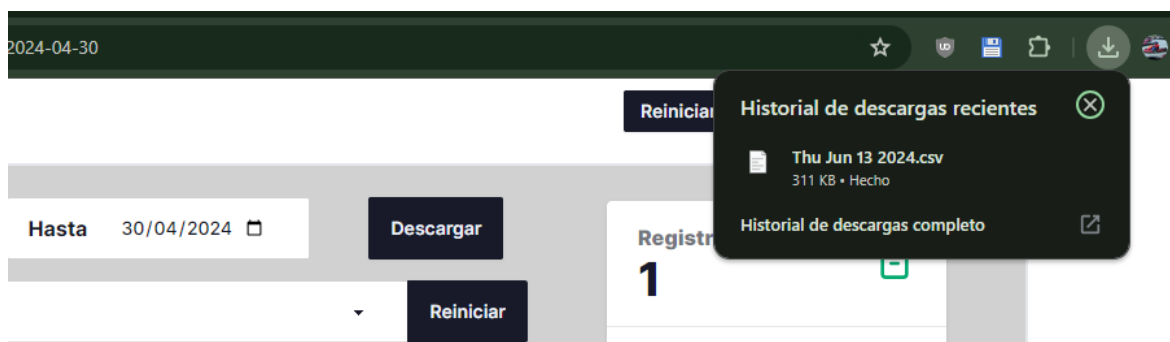 2024-04-30
Historial de descargas recientes
Thu Jun 13 2024.csv
311 KB • Hecho
Historial de descargas completo
Reiniciar
Hasta 30/04/2024
Descargar
1
Reiniciar